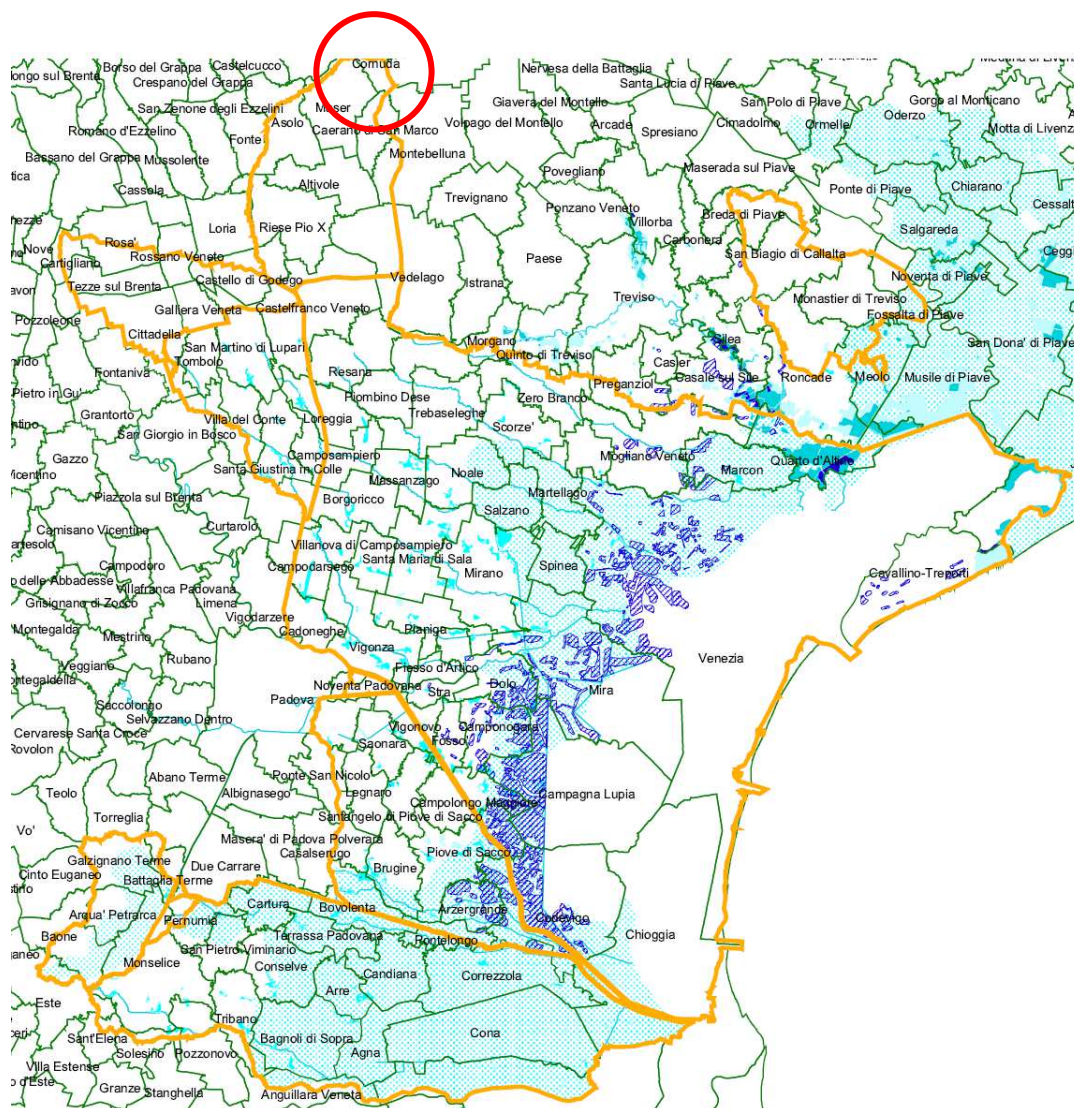 Cornuda
Borso del Grappa
Castelcucco
Crespano del Grappa
Nervesa della Battaglia
Santa Lucia di Piave
San Zenone degli Ezzelini
Maser
Giavera del Montello
San Polo di Piave
Gorgo al Monticano
Oderzo
Romano d'Ezzelino
Fonte
Asolo
Caerano di San Marco
Volpago del Montello
Arcade
Spresiano
Cimadolmo
Ormelle
Motta di Livenza
Bassano del Grappa
Mussolente
Montebelluna
Povegliano
Maserada sul Piave
Cassola
Altivole
Trevignano
Ponte di Piave
Chiarano
Loria
Riese Pio X
Ponzano Veneto
Villorba
Breda di Piave
Salgareda
Nove
Rosa'
Rossano Veneto
Carbonera
San Biagio di Callalta
Cartigliano
Paese
Tezze sul Brenta
Castello di Godego
Vedelago
Istrana
Treviso
Monastier di Treviso
Noventa di Piave
Pozzoleone
Galliera Veneta
Castelfranco Veneto
Fossalta di Piave
Cittadella
San Martino di Lupari
Tombolo
Morgano
Quinto di Treviso
Silea
San Dona' di Piave
Fontaniva
Resana
Casier
Casale sul Sile
Roncade
Meolo
Musile di Piave
Pietro in Gu'
Piombino Dese
Preganziol
Grantorto
Villa del Conte
Loreggia
Trebaseleghe
Zero Branco
San Giorgio in Bosco
Scorze'
Gazzo
Camposampiero
Mogliano Veneto
Quarto d'Altino
Santa Giustina in Colle
Massanzago
Noale
Marcon
Piazzola sul Brenta
Borgoricco
Martellago
Salzano
Camisano Vicentino
Curtarolo
Villanova di Camposampiero
Santa Maria di Sala
Campodoro
Campodarsego
Mirano
Spinea
Cavallino-Treporti
o delle Abbadesse
Villafranca Padovana
Grisignano di Zocco
Limena
Vigodarzere
Montegalda
Mestrino
Cadoneghe
Pianiga
Vigonza
Veggiano
Rubano
Fiesso d'Artico
Venezia
Saccolongo
Padova
Noventa Padovana
Stra
Dolo
Mira
Selvazzano Dentro
Vigonovo
Camponogara
Cervarese Santa Croce
Rovolon
Saonara
Fosso'
Abano Terme
Ponte San Nicolo'
Teolo
Albignasego
Legnaro
Campolongo Maggiore
Campagna Lupia
Torreglia
Sant'angelo di Piove di Sacco
Vo'
Masera' di Padova
Polverara
Casalserugo
Piove di Sacco
Galzignano Terme
Due Carrare
Brugine
Cinto Euganeo
Battaglia Terme
Cartura
Bovolenta
Arzergrande
Codevigo
Arqua' Petrarca
Pernumia
Baone
Terrassa Padovana
Pontelongo
Chioggia
San Pietro Viminario
Monselice
Conselve
Candiana
Correzzola
Este
Arre
Tribano
Cona
Sant'Elena
Bagnoli di Sopra
Solesino
Pozzonovo
Agna
Villa Estense
Granze
Stanghella
Anguillara Veneta